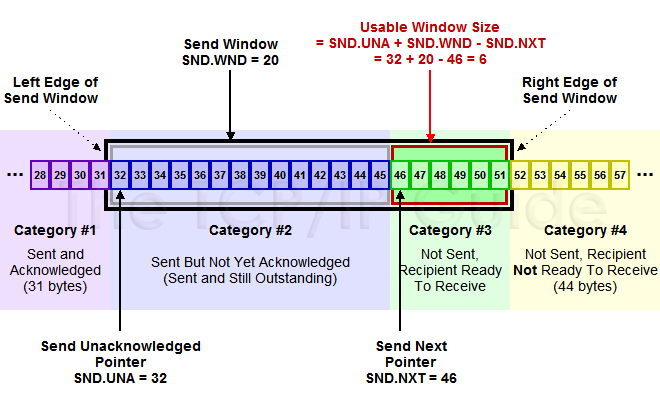 Usable Window Size
= SND.UNA + SND.WND - SND.NXT
= 32 + 20 - 46 = 6
Send Window
SND.WND = 20
Left Edge of
Send Window
Right Edge of
Send Window
... 28 29 30 31 32 33 34 35 36 37 38 39 40 41 42 43 44 45 46 47 48 49 50 51 52 53 54 55 56 57 ...
The TCP/IP Guide
Category #1
Sent and
Acknowledged
(31 bytes)
Category #2
Sent But Not Yet Acknowledged
(Sent and Still Outstanding)
Category #3
Not Sent,
Recipient Ready
To Receive
Category #4
Not Sent, Recipient
Not Ready To Receive
(44 bytes)
Send Unacknowledged
Pointer
SND.UNA = 32
Send Next
Pointer
SND.NXT = 46